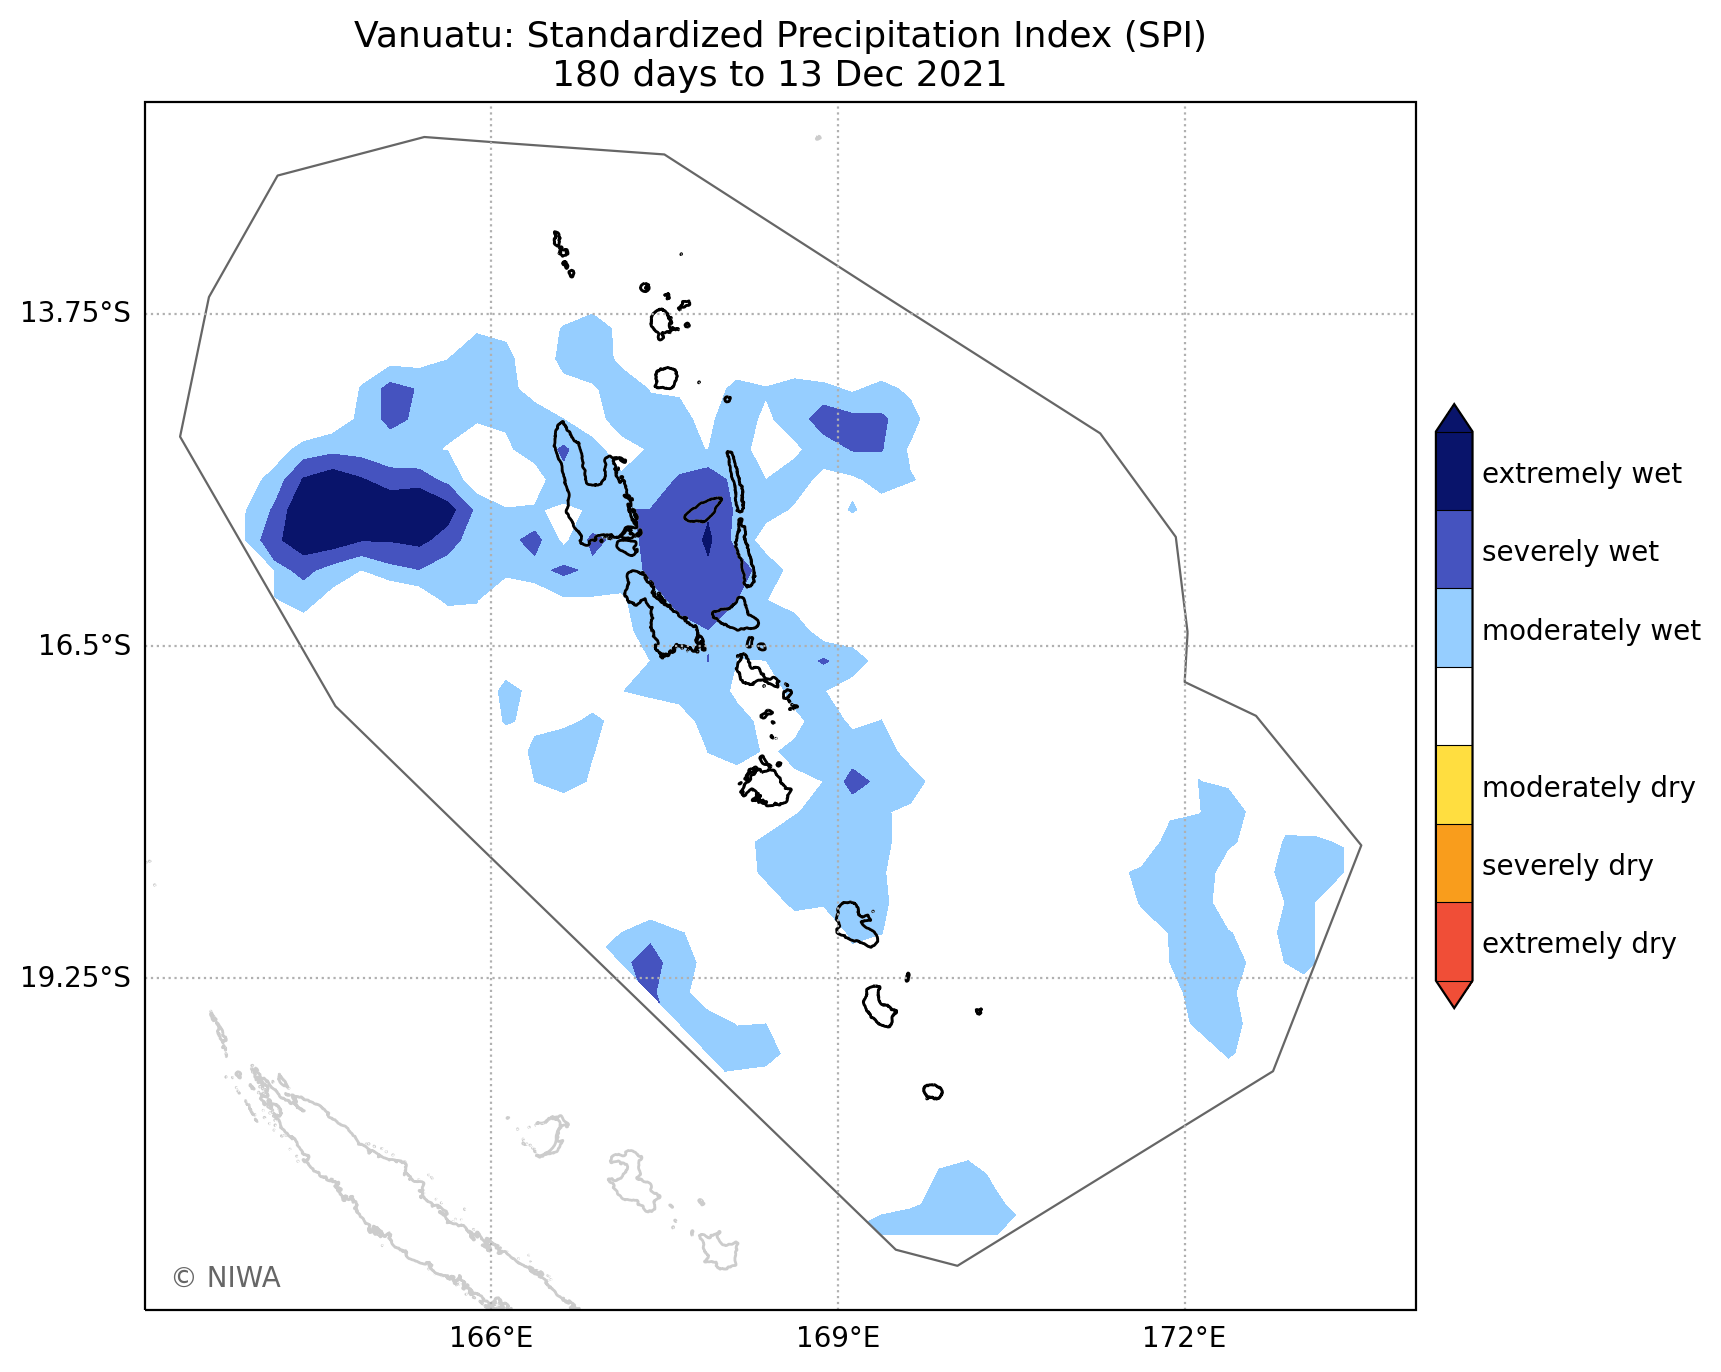 Vanuatu: Standardized Precipitation Index (SPI)
180 days to 13 Dec 2021
13.75°S
16.5°S
19.25°S
166°E
169°E
172°E
extremely wet
severely wet
moderately wet
moderately dry
severely dry
extremely dry
© NIWA